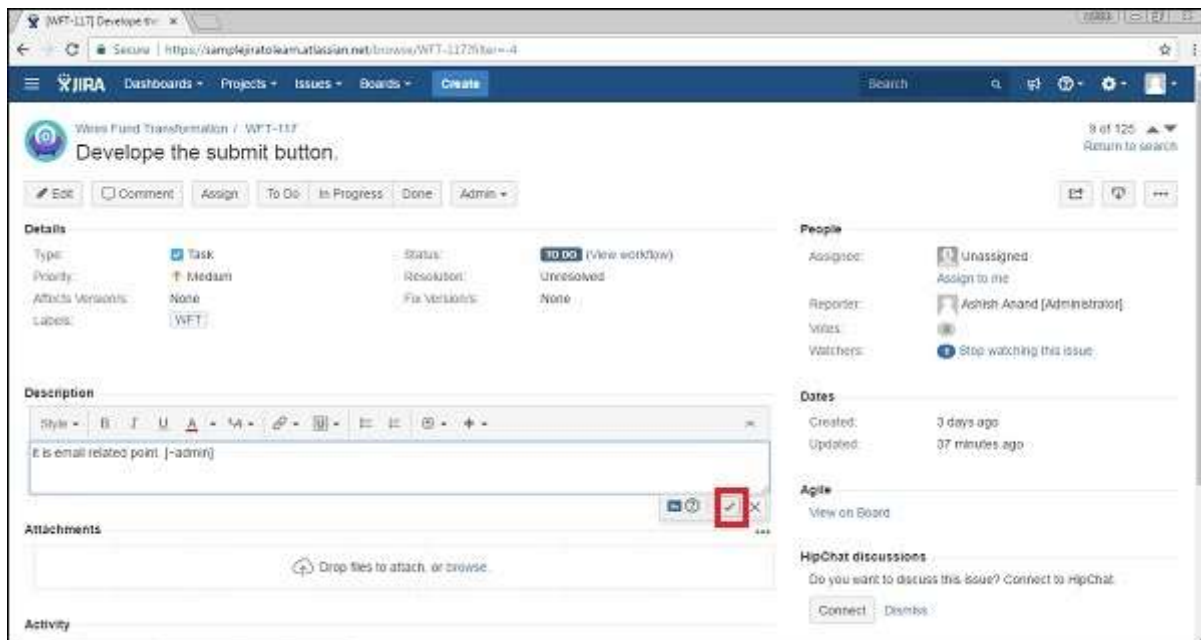 [WFT-117] Develope the
Secure | https://samplejiratolearn.atlassian.net/browse/WFT-117?filter=-4
JIRA Dashboards Projects Issues Boards Create Search
Wires Fund Transformation / WFT-117
Develope the submit button.
9 of 125
Return to search
Edit Comment Assign To Do In Progress Done Admin
Details
Type: Task Status: TO DO (View workflow)
Priority: Medium Resolution: Unresolved
Affects Version/s: None Fix Version/s: None
Labels: WFT
People
Assignee: Unassigned
Assign to me
Reporter: Ashish Anand [Administrator]
Votes: 0
Watchers: 1 Stop watching this issue
Description
Style B I U A
It is email related point. [~admin]
Attachments
Drop files to attach, or browse.
Activity
Dates
Created: 3 days ago
Updated: 37 minutes ago
Agile
View on Board
HipChat discussions
Do you want to discuss this issue? Connect to HipChat.
Connect Dismiss